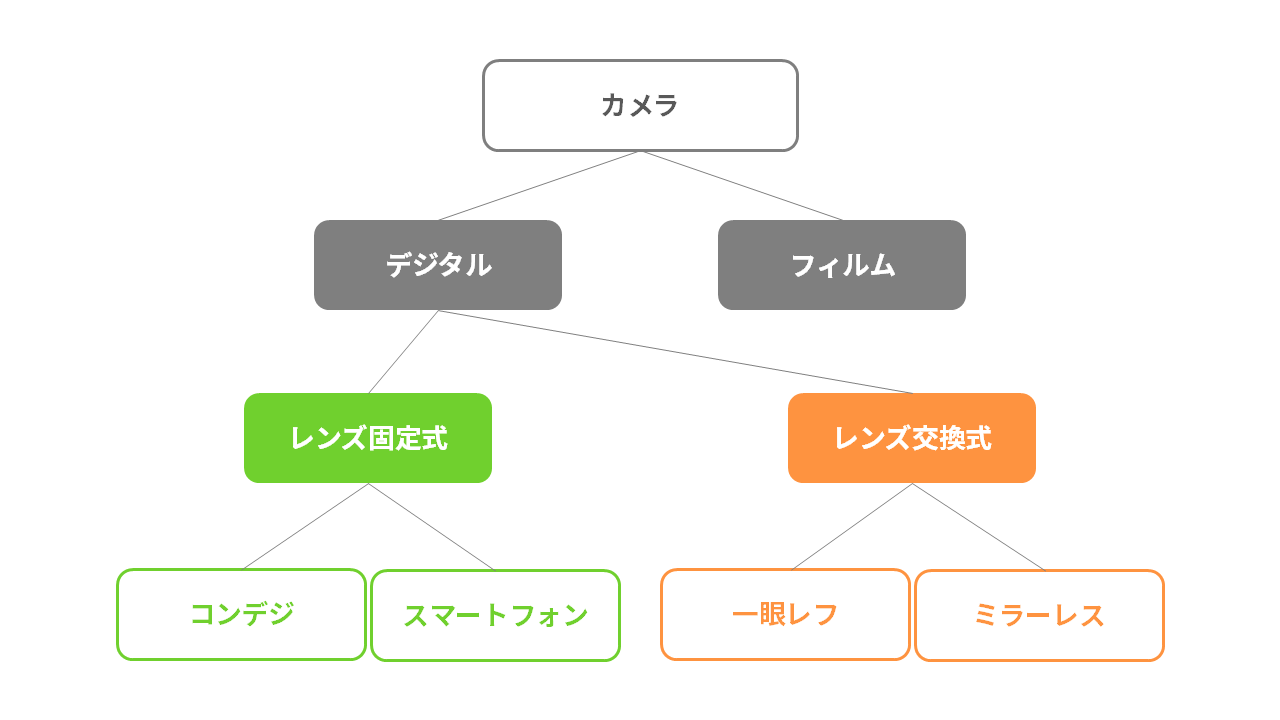 カメラ
デジタル
フィルム
レンズ固定式
レンズ交換式
コンデジ
スマートフォン
一眼レフ
ミラーレス